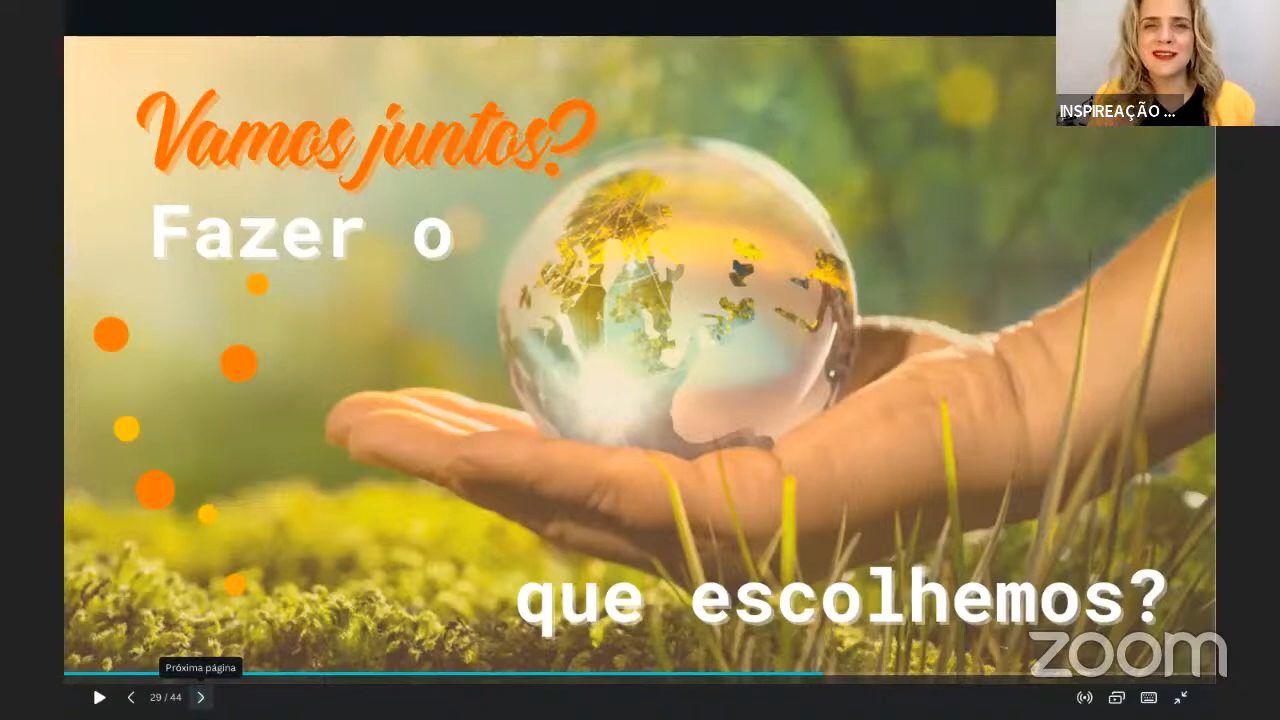 INSPIREAÇÃO ...
Vamos juntos?
Fazer o
que escolhemos?
zoom
Próxima página
29 / 44